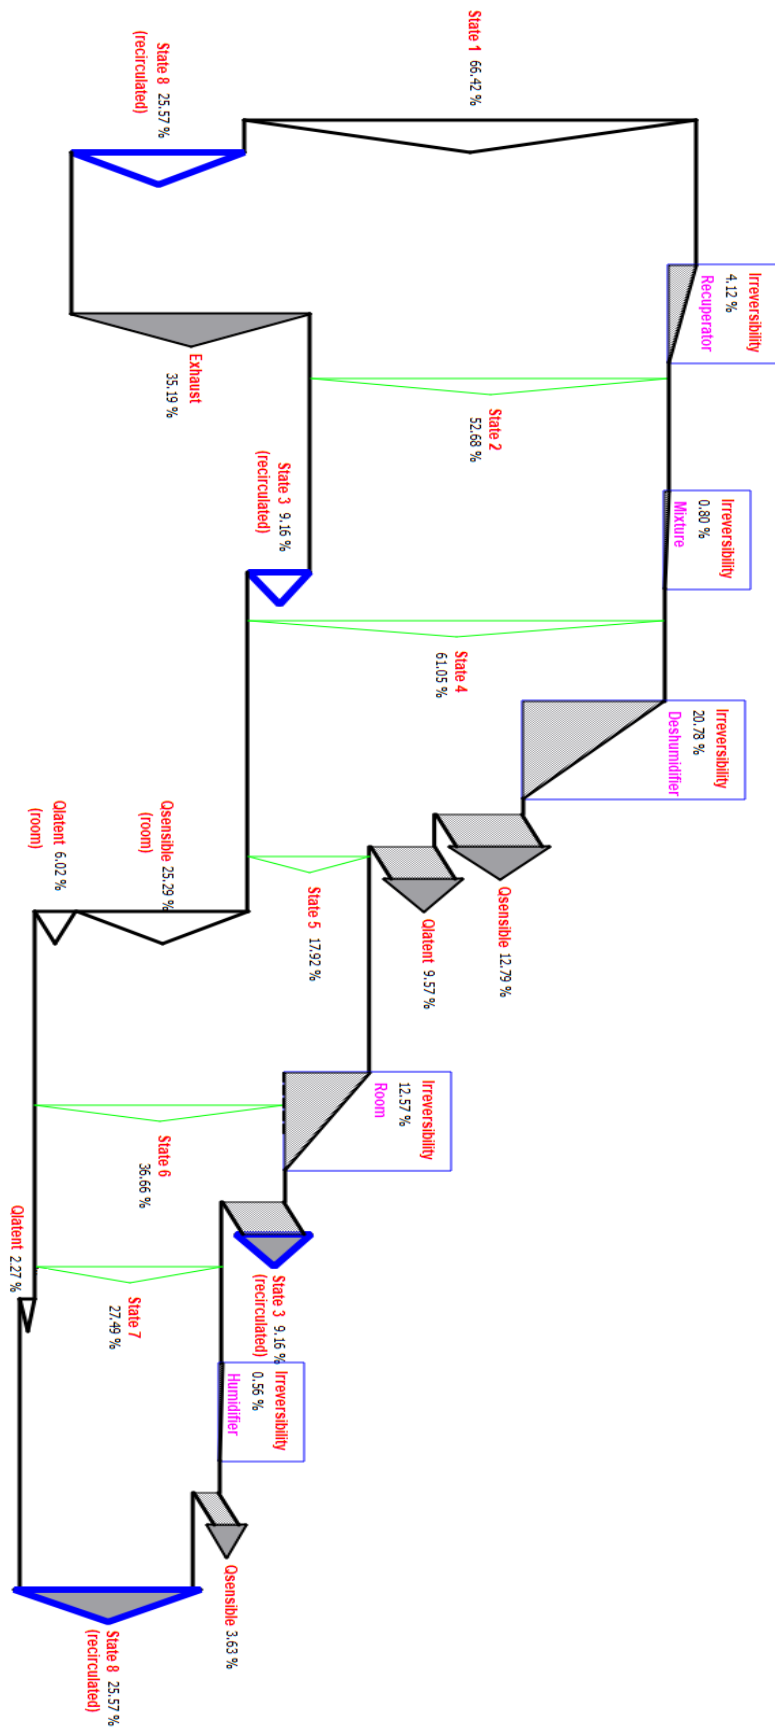 State 1 66.42 %
State 8 25.57 %
(recirculated)
Irreversibility
4.12 %
Recuperator
Exhaust
35.19 %
State 2
52.68 %
State 3 9.16 %
(recirculated)
Irreversibility
0.80 %
Mixture
State 4
61.05 %
Irreversibility
20.78 %
Deshumidifier
Qsensible 25.29 %
(room)
Qlatent 6.02 %
(room)
Qsensible 12.79 %
Qlatent 9.57 %
State 5 17.92 %
Irreversibility
12.57 %
Room
State 6
36.66 %
Qlatent 2.27 %
State 7
27.49 %
State 3 9.16 %
(recirculated)
Irreversibility
0.56 %
Humidifier
Qsensible 3.63 %
State 8 25.57 %
(recirculated)